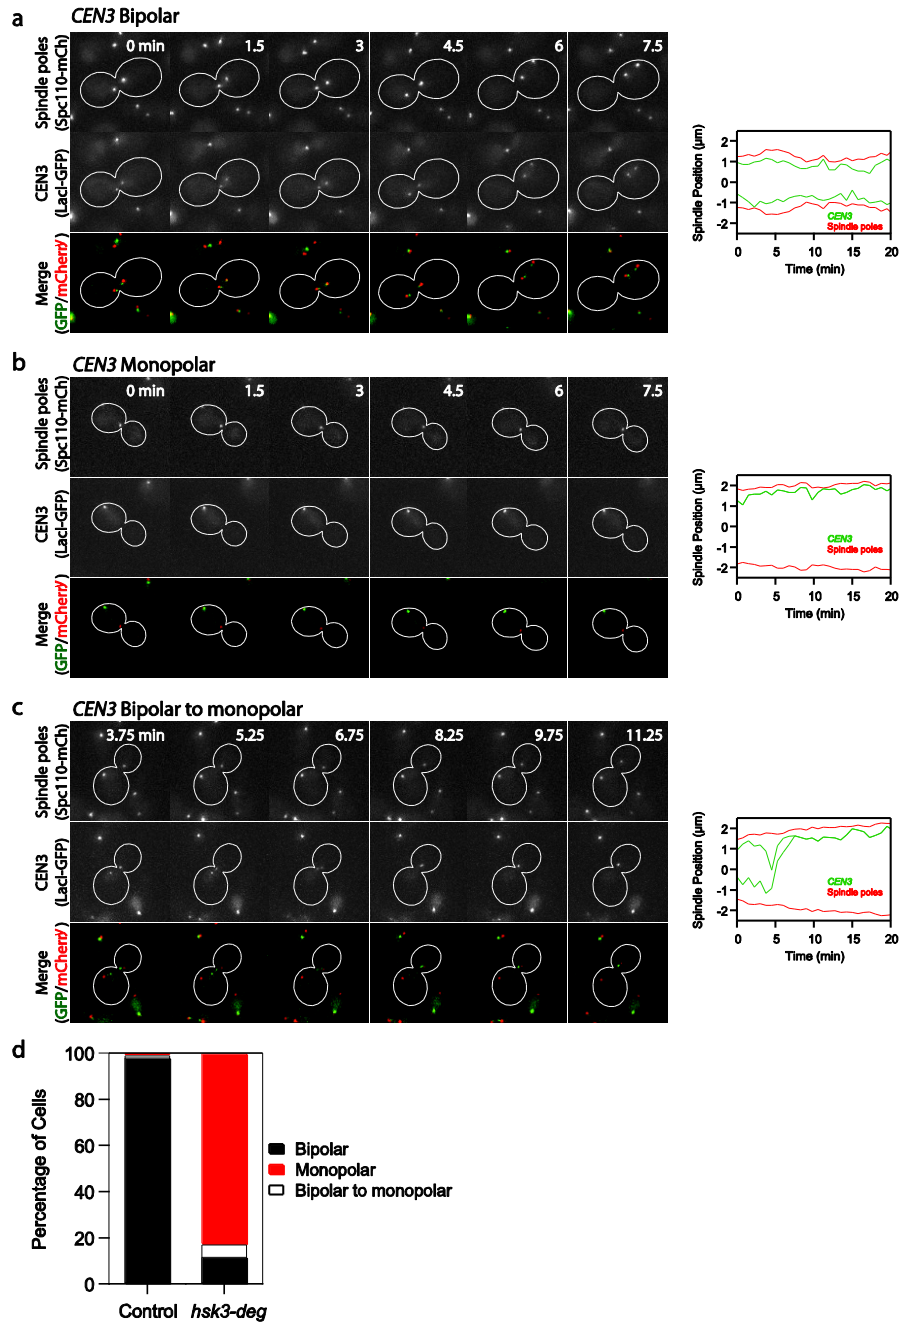 a
CEN3 Bipolar
Spindle poles
(Spc110-mCh)
0 min
1.5
3
4.5
6
7.5
CEN3
(LacI-GFP)
Merge
(GFP/mCherry)
Spindle Position (μm)
2
1
0
-1
-2
CEN3
Spindle poles
0
5
10
15
20
Time (min)
b
CEN3 Monopolar
Spindle poles
(Spc110-mCh)
0 min
1.5
3
4.5
6
7.5
CEN3
(LacI-GFP)
Merge
(GFP/mCherry)
Spindle Position (μm)
2
1
0
-1
-2
CEN3
Spindle poles
0
5
10
15
20
Time (min)
c
CEN3 Bipolar to monopolar
Spindle poles
(Spc110-mCh)
3.75 min
5.25
6.75
8.25
9.75
11.25
CEN3
(LacI-GFP)
Merge
(GFP/mCherry)
Spindle Position (μm)
2
1
0
-1
-2
CEN3
Spindle poles
0
5
10
15
20
Time (min)
d
Percentage of Cells
100
80
60
40
20
0
Control
hsk3-deg
Bipolar
Monopolar
Bipolar to monopolar